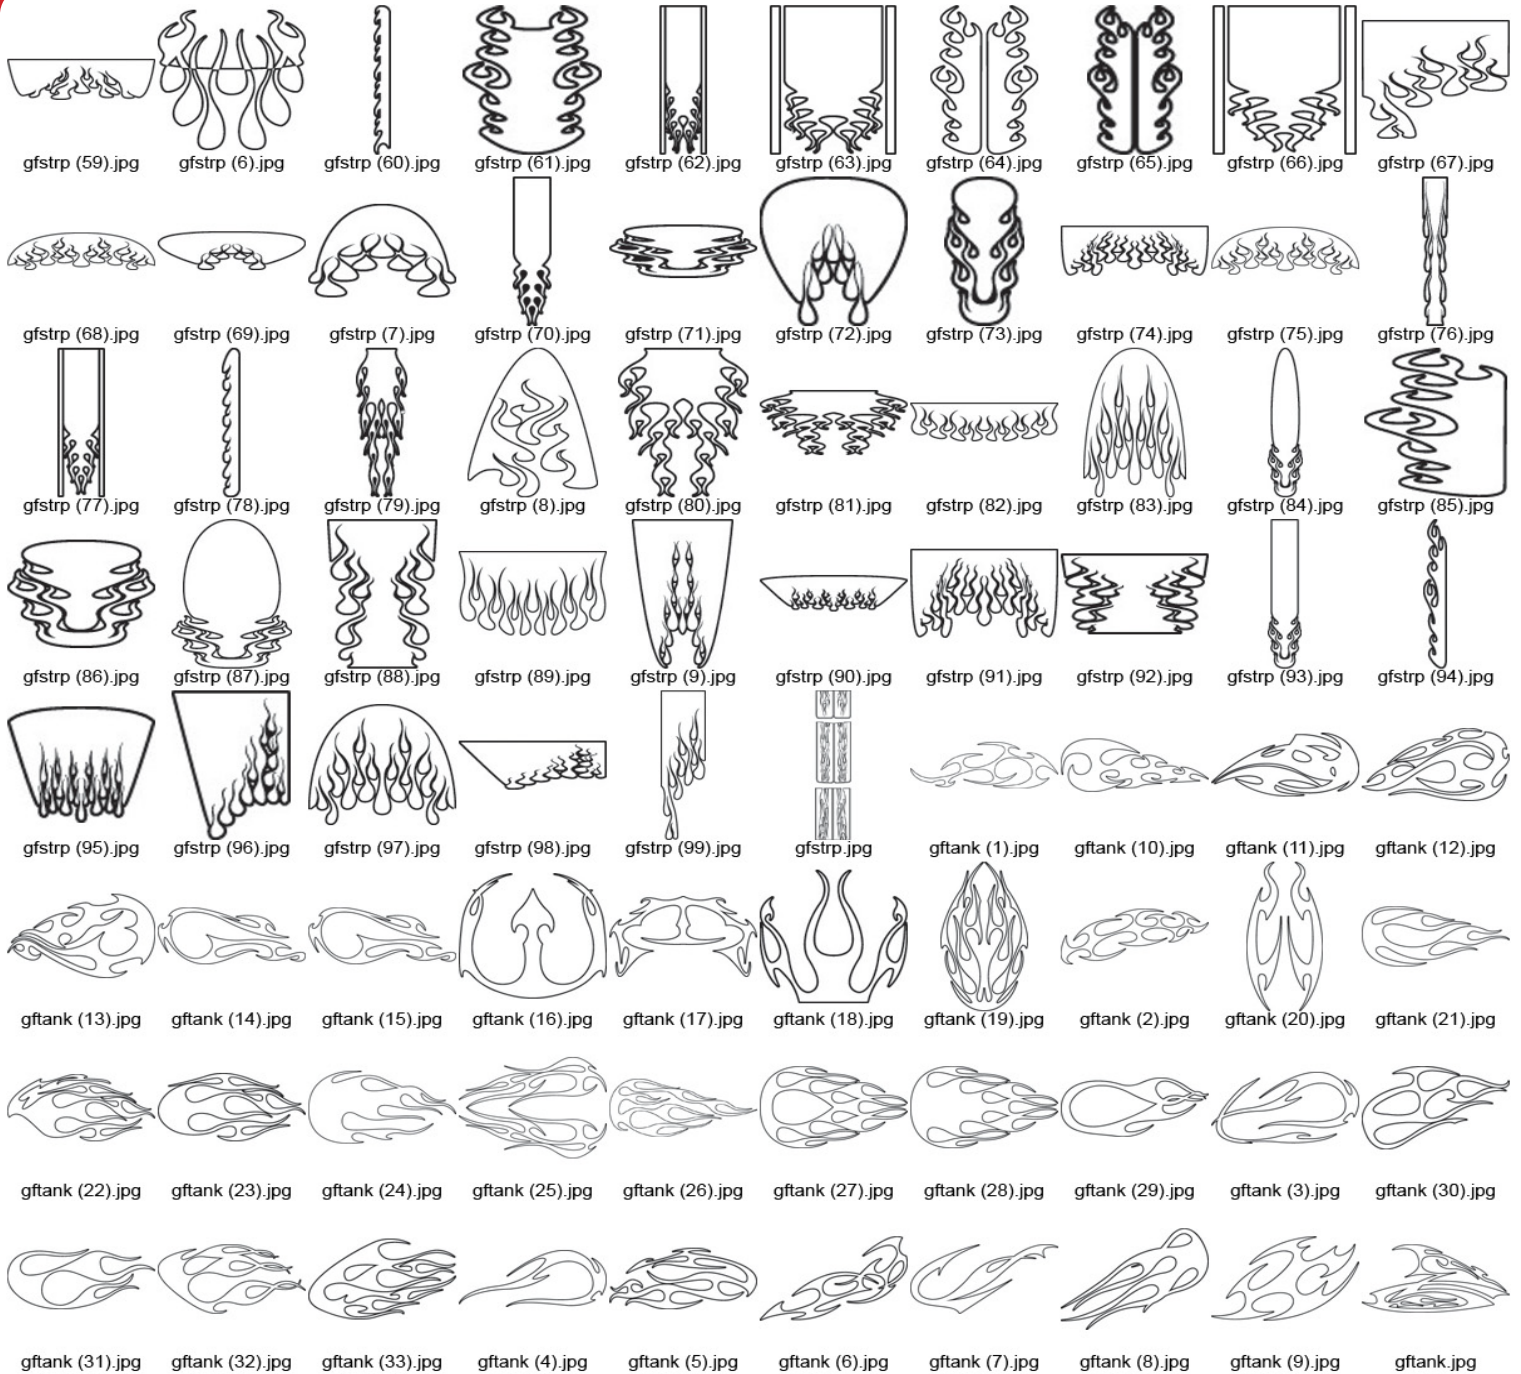 gfstrp (59).jpg gfstrp (6).jpg gfstrp (60).jpg gfstrp (61).jpg gfstrp (62).jpg gfstrp (63).jpg gfstrp (64).jpg gfstrp (65).jpg gfstrp (66).jpg gfstrp (67).jpg
gfstrp (68).jpg gfstrp (69).jpg gfstrp (7).jpg gfstrp (70).jpg gfstrp (71).jpg gfstrp (72).jpg gfstrp (73).jpg gfstrp (74).jpg gfstrp (75).jpg gfstrp (76).jpg
gfstrp (77).jpg gfstrp (78).jpg gfstrp (79).jpg gfstrp (8).jpg gfstrp (80).jpg gfstrp (81).jpg gfstrp (82).jpg gfstrp (83).jpg gfstrp (84).jpg gfstrp (85).jpg
gfstrp (86).jpg gfstrp (87).jpg gfstrp (88).jpg gfstrp (89).jpg gfstrp (9).jpg gfstrp (90).jpg gfstrp (91).jpg gfstrp (92).jpg gfstrp (93).jpg gfstrp (94).jpg
gfstrp (95).jpg gfstrp (96).jpg gfstrp (97).jpg gfstrp (98).jpg gfstrp (99).jpg gfstrp.jpg gftank (1).jpg gftank (10).jpg gftank (11).jpg gftank (12).jpg
gftank (13).jpg gftank (14).jpg gftank (15).jpg gftank (16).jpg gftank (17).jpg gftank (18).jpg gftank (19).jpg gftank (2).jpg gftank (20).jpg gftank (21).jpg
gftank (22).jpg gftank (23).jpg gftank (24).jpg gftank (25).jpg gftank (26).jpg gftank (27).jpg gftank (28).jpg gftank (29).jpg gftank (3).jpg gftank (30).jpg
gftank (31).jpg gftank (32).jpg gftank (33).jpg gftank (4).jpg gftank (5).jpg gftank (6).jpg gftank (7).jpg gftank (8).jpg gftank (9).jpg gftank.jpg